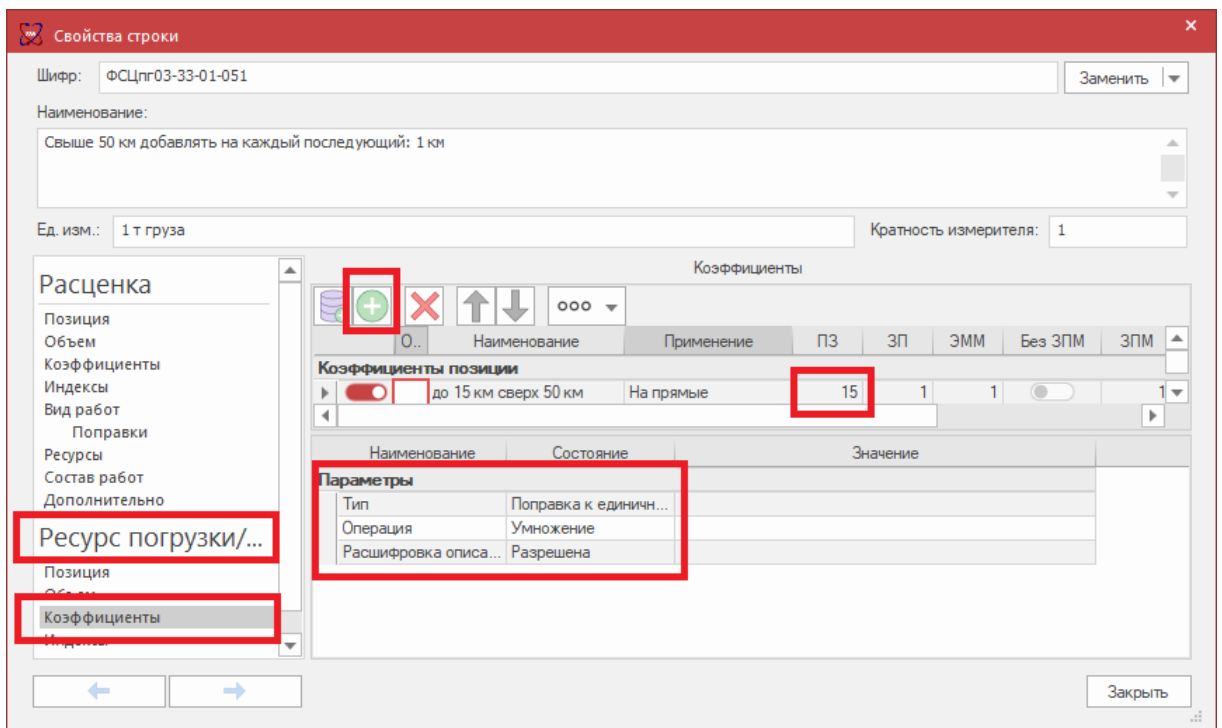 Свойства строки
Шифр: ФСЦпг03-33-01-051 Заменить
Наименование:
Свыше 50 км добавлять на каждый последующий: 1 км
Ед. изм.: 1 т груза Кратность измерителя: 1
Коэффициенты
Расценка
Позиция
Объем
Коэффициенты
Индексы
Вид работ
Поправки
Ресурсы
Состав работ
Дополнительно
Ресурс погрузки/...
Позиция
Коэффициенты
О.. Наименование Применение ПЗ ЗП ЭММ Без ЗПМ ЗПМ
Коэффициенты позиции
до 15 км сверх 50 км На прямые 15 1 1 1
Наименование Состояние Значение
Параметры
Тип Поправка к единичн...
Операция Умножение
Расшифровка описа... Разрешена
Закрыть